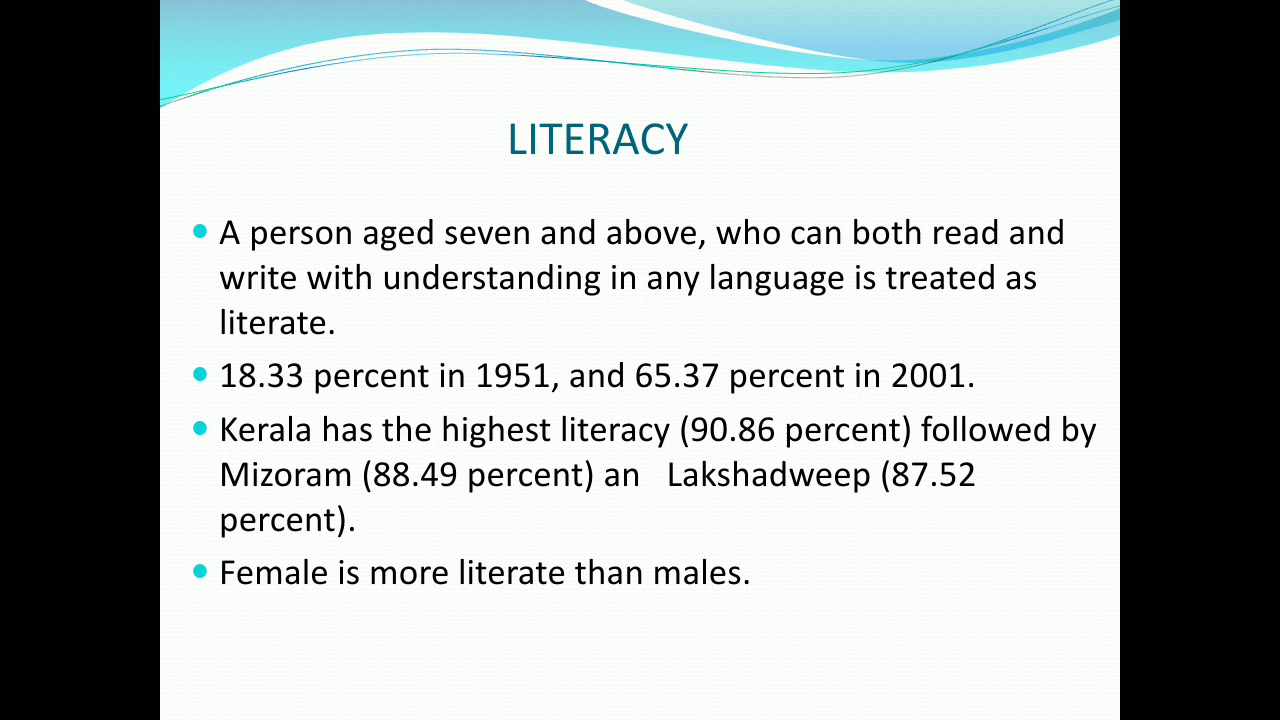 LITERACY
A person aged seven and above, who can both read and
write with understanding in any language is treated as
literate.
18.33 percent in 1951, and 65.37 percent in 2001.
Kerala has the highest literacy (90.86 percent) followed by
Mizoram (88.49 percent) an   Lakshadweep (87.52
percent).
Female is more literate than males.